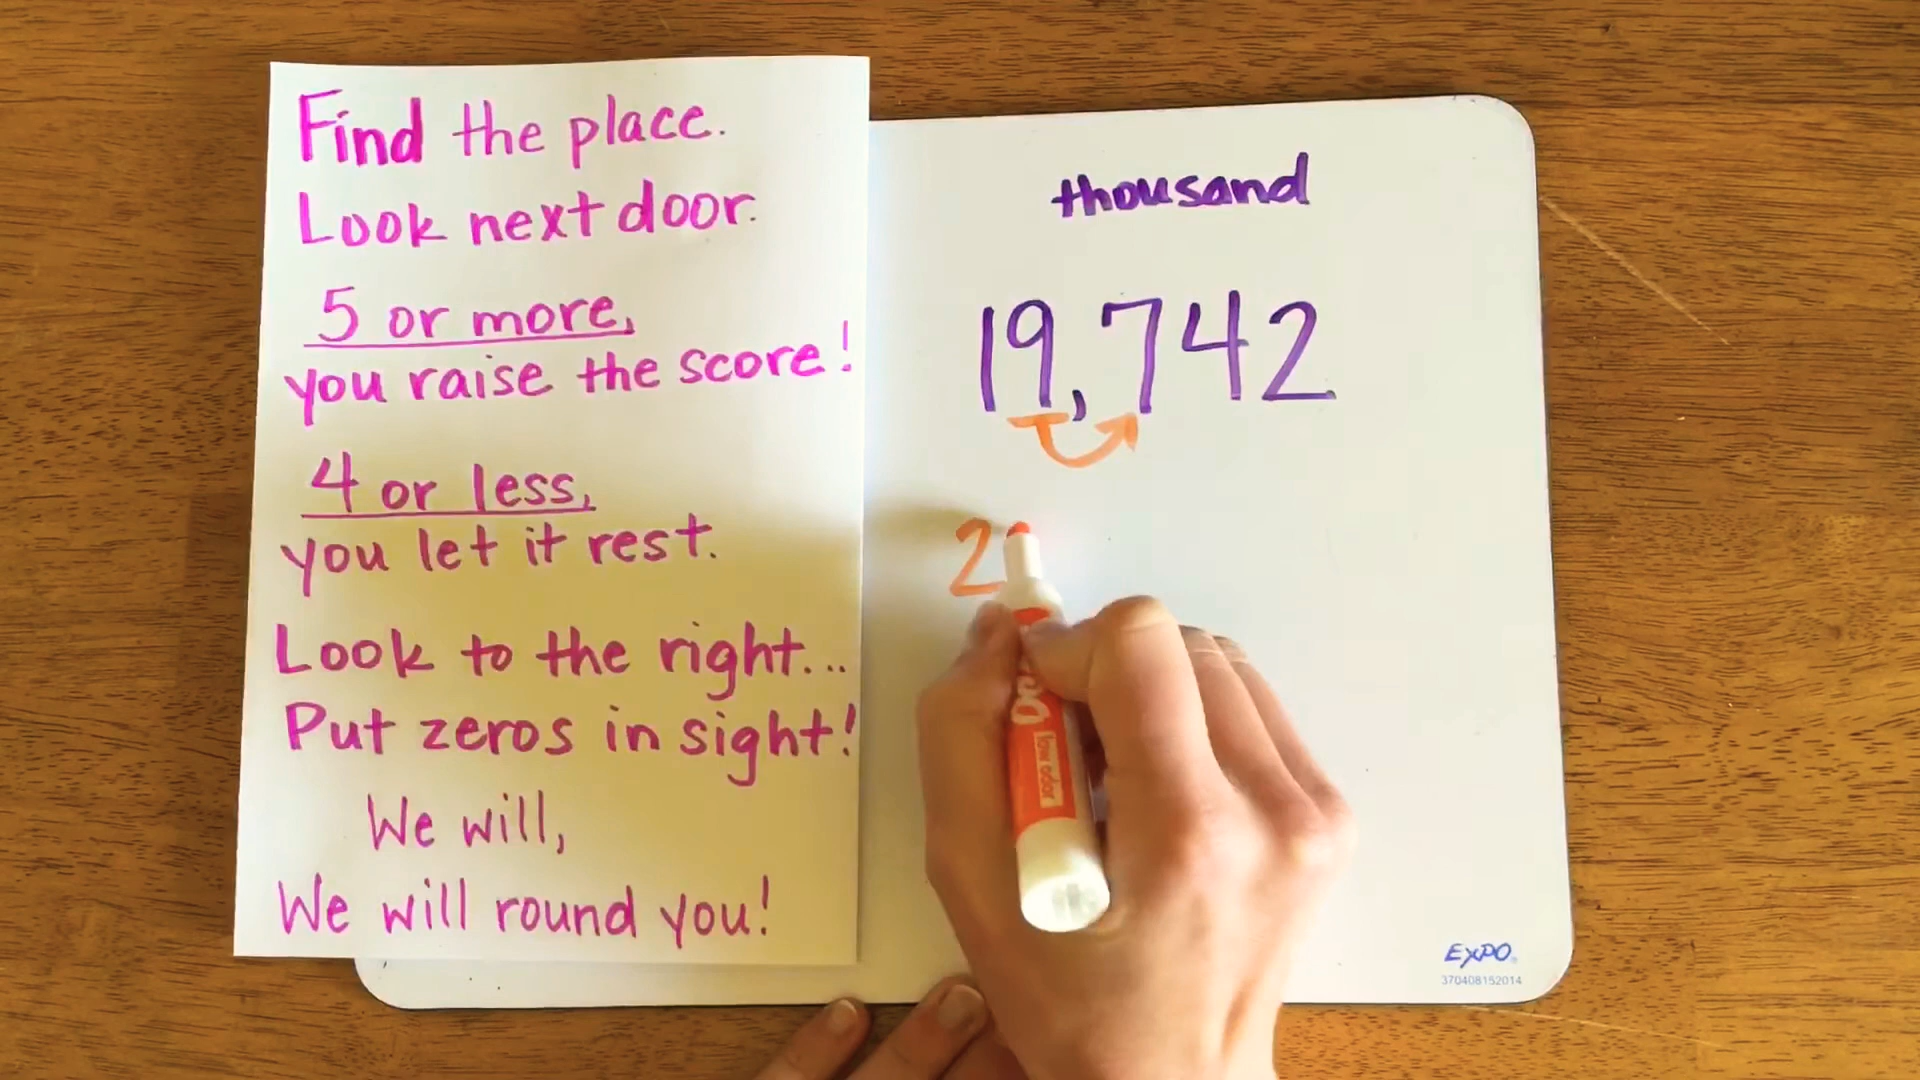 Find the place.
Look next door.
5 or more,
you raise the score!
4 or less,
you let it rest.
Look to the right...
Put zeros in sight!
We will,
We will round you!
thousand
19,742
2
low odor
EXPO
370408152014